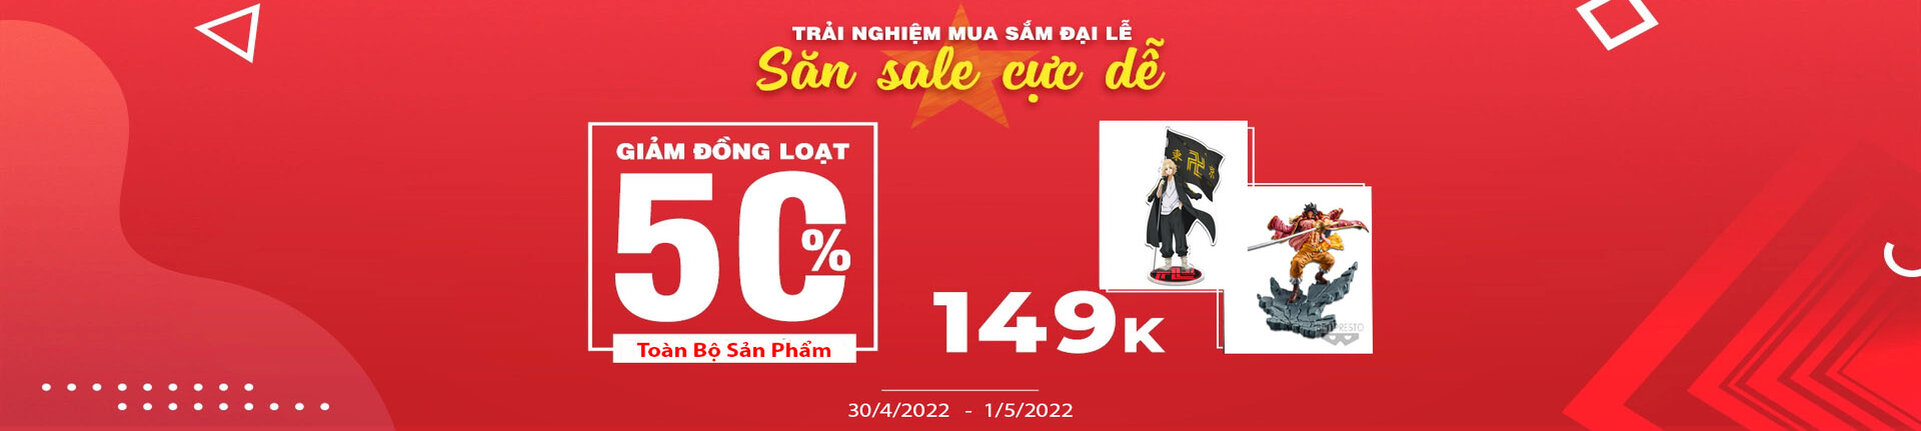 TRẢI NGHIỆM MUA SẮM ĐẠI LỄ
Săn sale cực dễ
GIẢM ĐỒNG LOẠT
50%
Toàn Bộ Sản Phẩm
149K
30/4/2022 - 1/5/2022